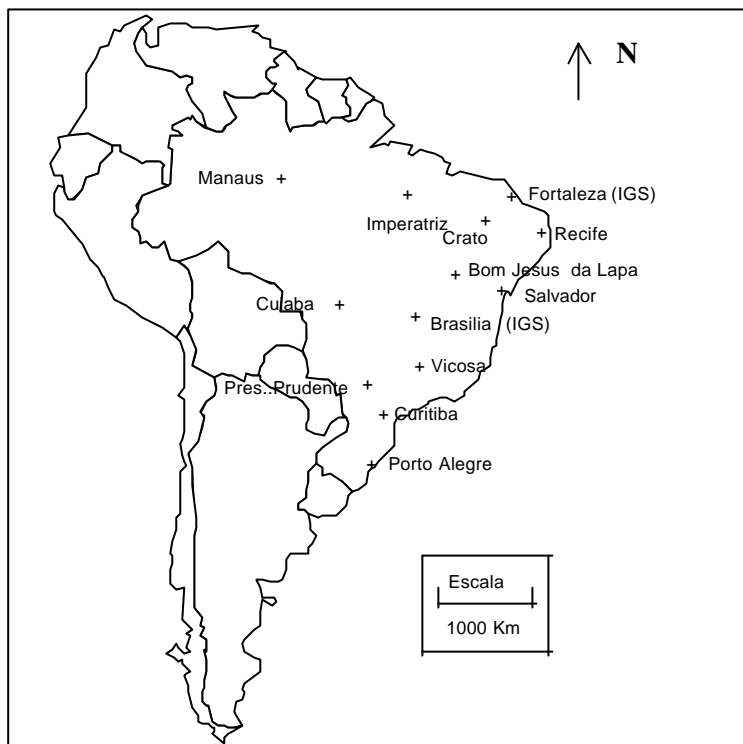 N
Manaus
Fortaleza (IGS)
Imperatriz
Crato
Recife
Bom Jesus da Lapa
Salvador
Cuiaba
Brasilia (IGS)
Vicosa
Pres..Prudente
Curitiba
Porto Alegre
Escala
1000 Km